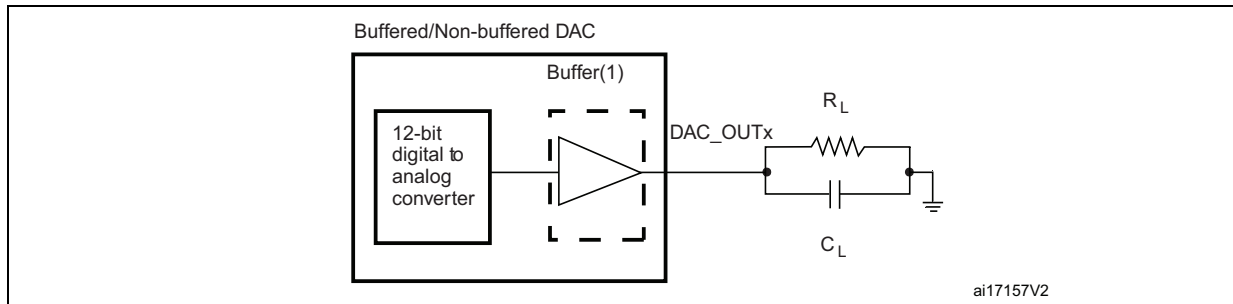 Buffered/Non-buffered DAC
Buffer(1)
12-bit
digital to
analog
converter
DAC_OUTx
R L
C L
ai17157V2